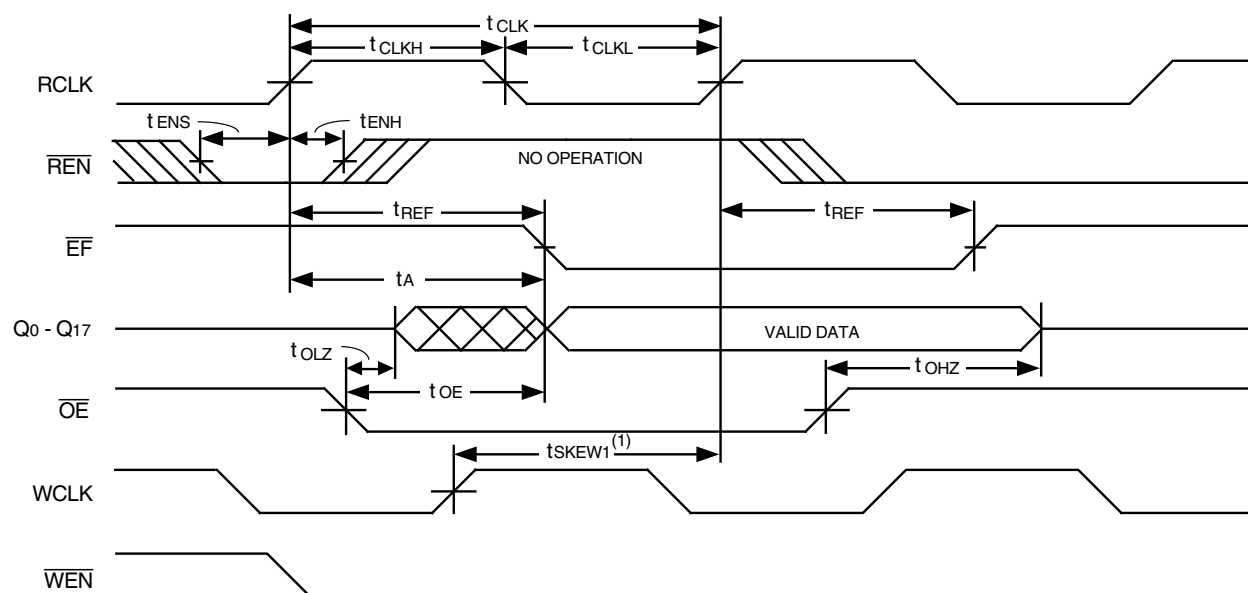 tCLK
tCLKH
tCLKL
RCLK
tENS
tENH
REN
NO OPERATION
tREF
tREF
EF
tA
Q0 - Q17
VALID DATA
tOLZ
tOHZ
tOE
OE
tSKEW1(1)
WCLK
WEN